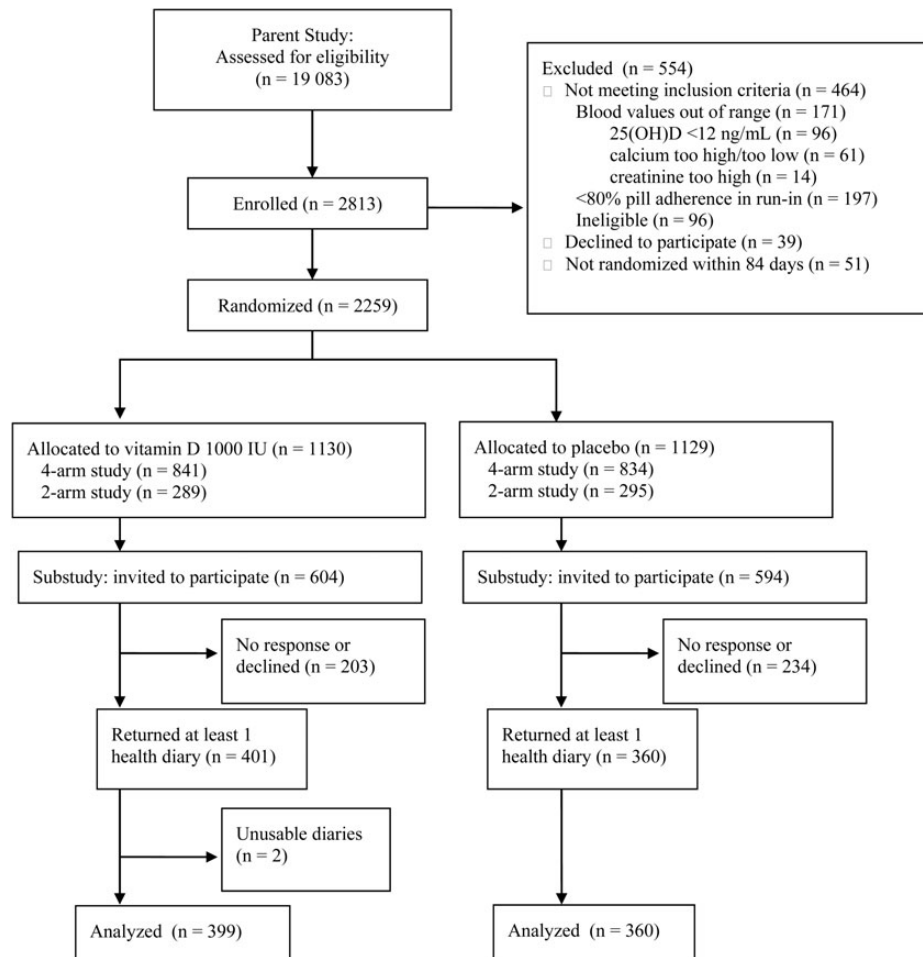 Parent Study:
Assessed for eligibility
(n = 19 083)
Excluded (n = 554)
Not meeting inclusion criteria (n = 464)
Blood values out of range (n = 171)
25(OH)D <12 ng/mL (n = 96)
calcium too high/too low (n = 61)
creatinine too high (n = 14)
<80% pill adherence in run-in (n = 197)
Ineligible (n = 96)
Declined to participate (n = 39)
Not randomized within 84 days (n = 51)
Enrolled (n = 2813)
Randomized (n = 2259)
Allocated to vitamin D 1000 IU (n = 1130)
4-arm study (n = 841)
2-arm study (n = 289)
Allocated to placebo (n = 1129)
4-arm study (n = 834)
2-arm study (n = 295)
Substudy: invited to participate (n = 604)
Substudy: invited to participate (n = 594)
No response or
declined (n = 203)
No response or
declined (n = 234)
Returned at least 1
health diary (n = 401)
Returned at least 1
health diary (n = 360)
Unusable diaries
(n = 2)
Analyzed (n = 399)
Analyzed (n = 360)